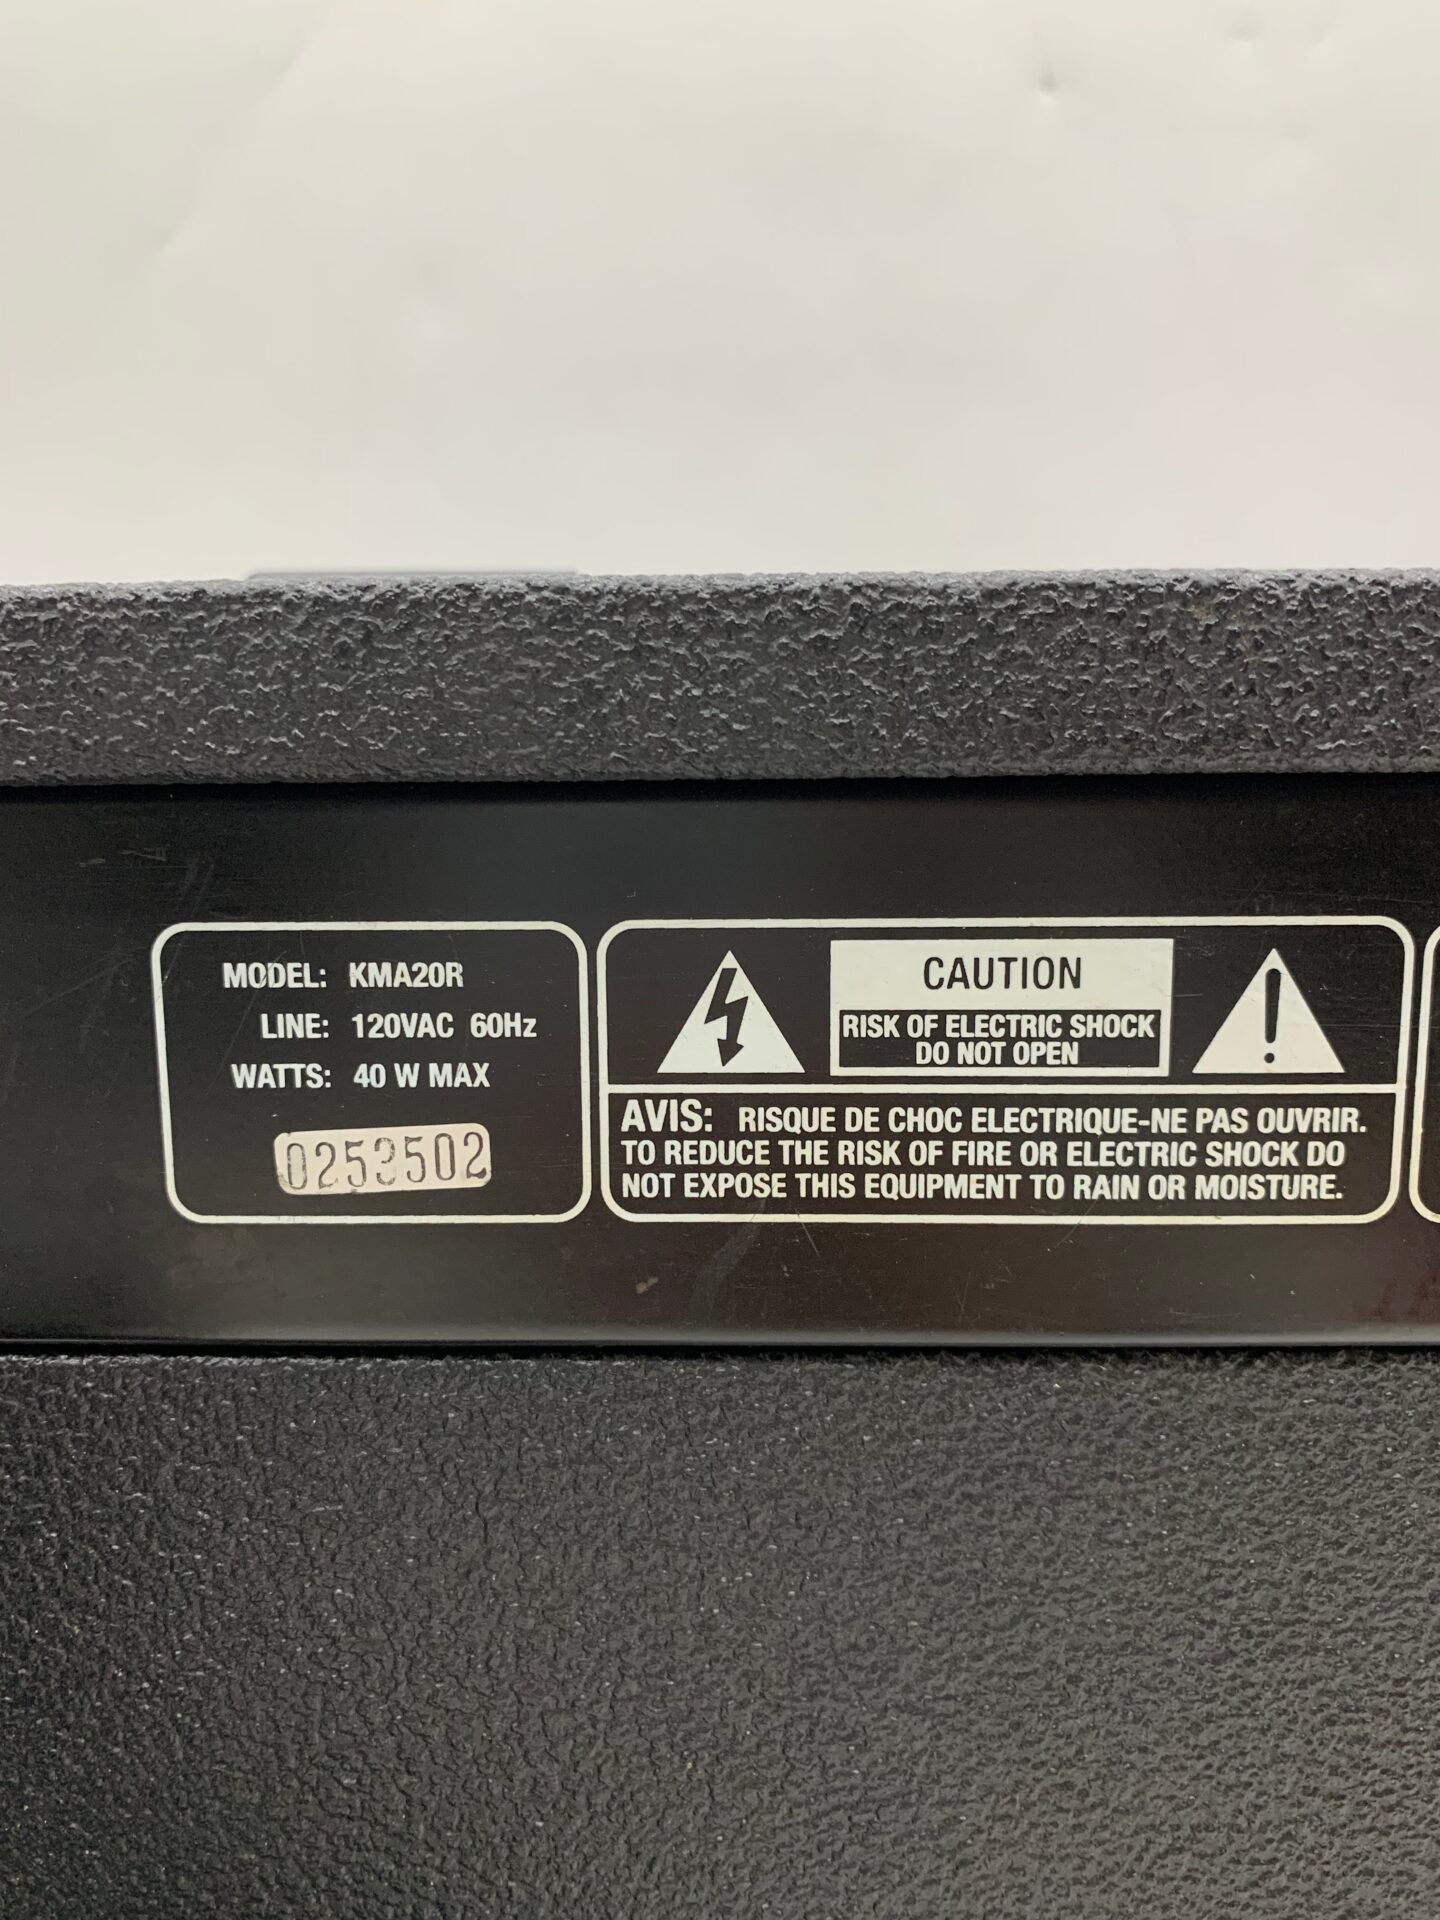 MODEL: KMA20R
LINE: 120VAC 60Hz
WATTS: 40 W MAX
0253502
CAUTION
RISK OF ELECTRIC SHOCK
DO NOT OPEN
AVIS: RISQUE DE CHOC ELECTRIQUE-NE PAS OUVRIR.
TO REDUCE THE RISK OF FIRE OR ELECTRIC SHOCK DO
NOT EXPOSE THIS EQUIPMENT TO RAIN OR MOISTURE.